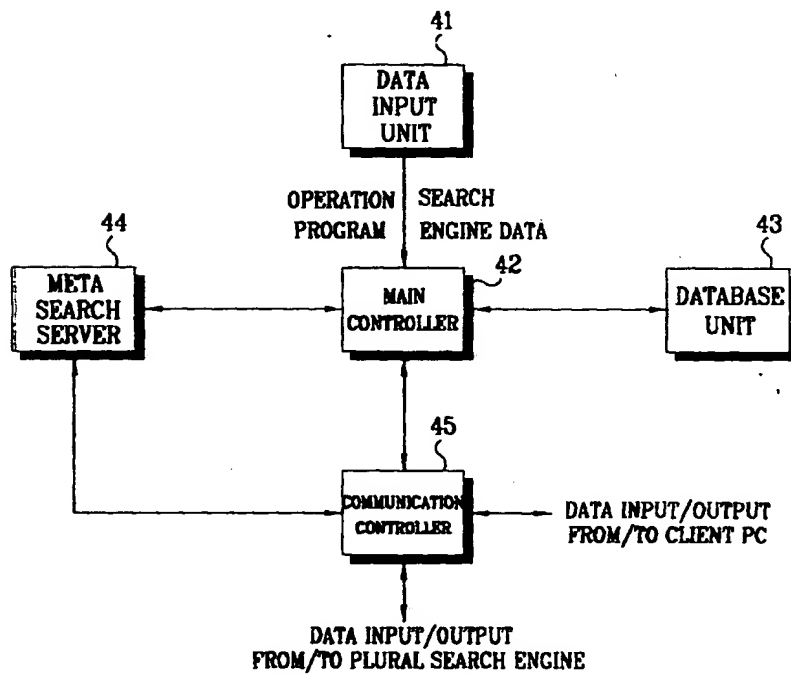 41
DATA
INPUT
UNIT
OPERATION SEARCH
PROGRAM ENGINE DATA
44
META
SEARCH
SERVER
42
MAIN
CONTROLLER
43
DATABASE
UNIT
45
COMMUNICATION
CONTROLLER
DATA INPUT/OUTPUT
FROM/TO CLIENT PC
DATA INPUT/OUTPUT
FROM/TO PLURAL SEARCH ENGINE